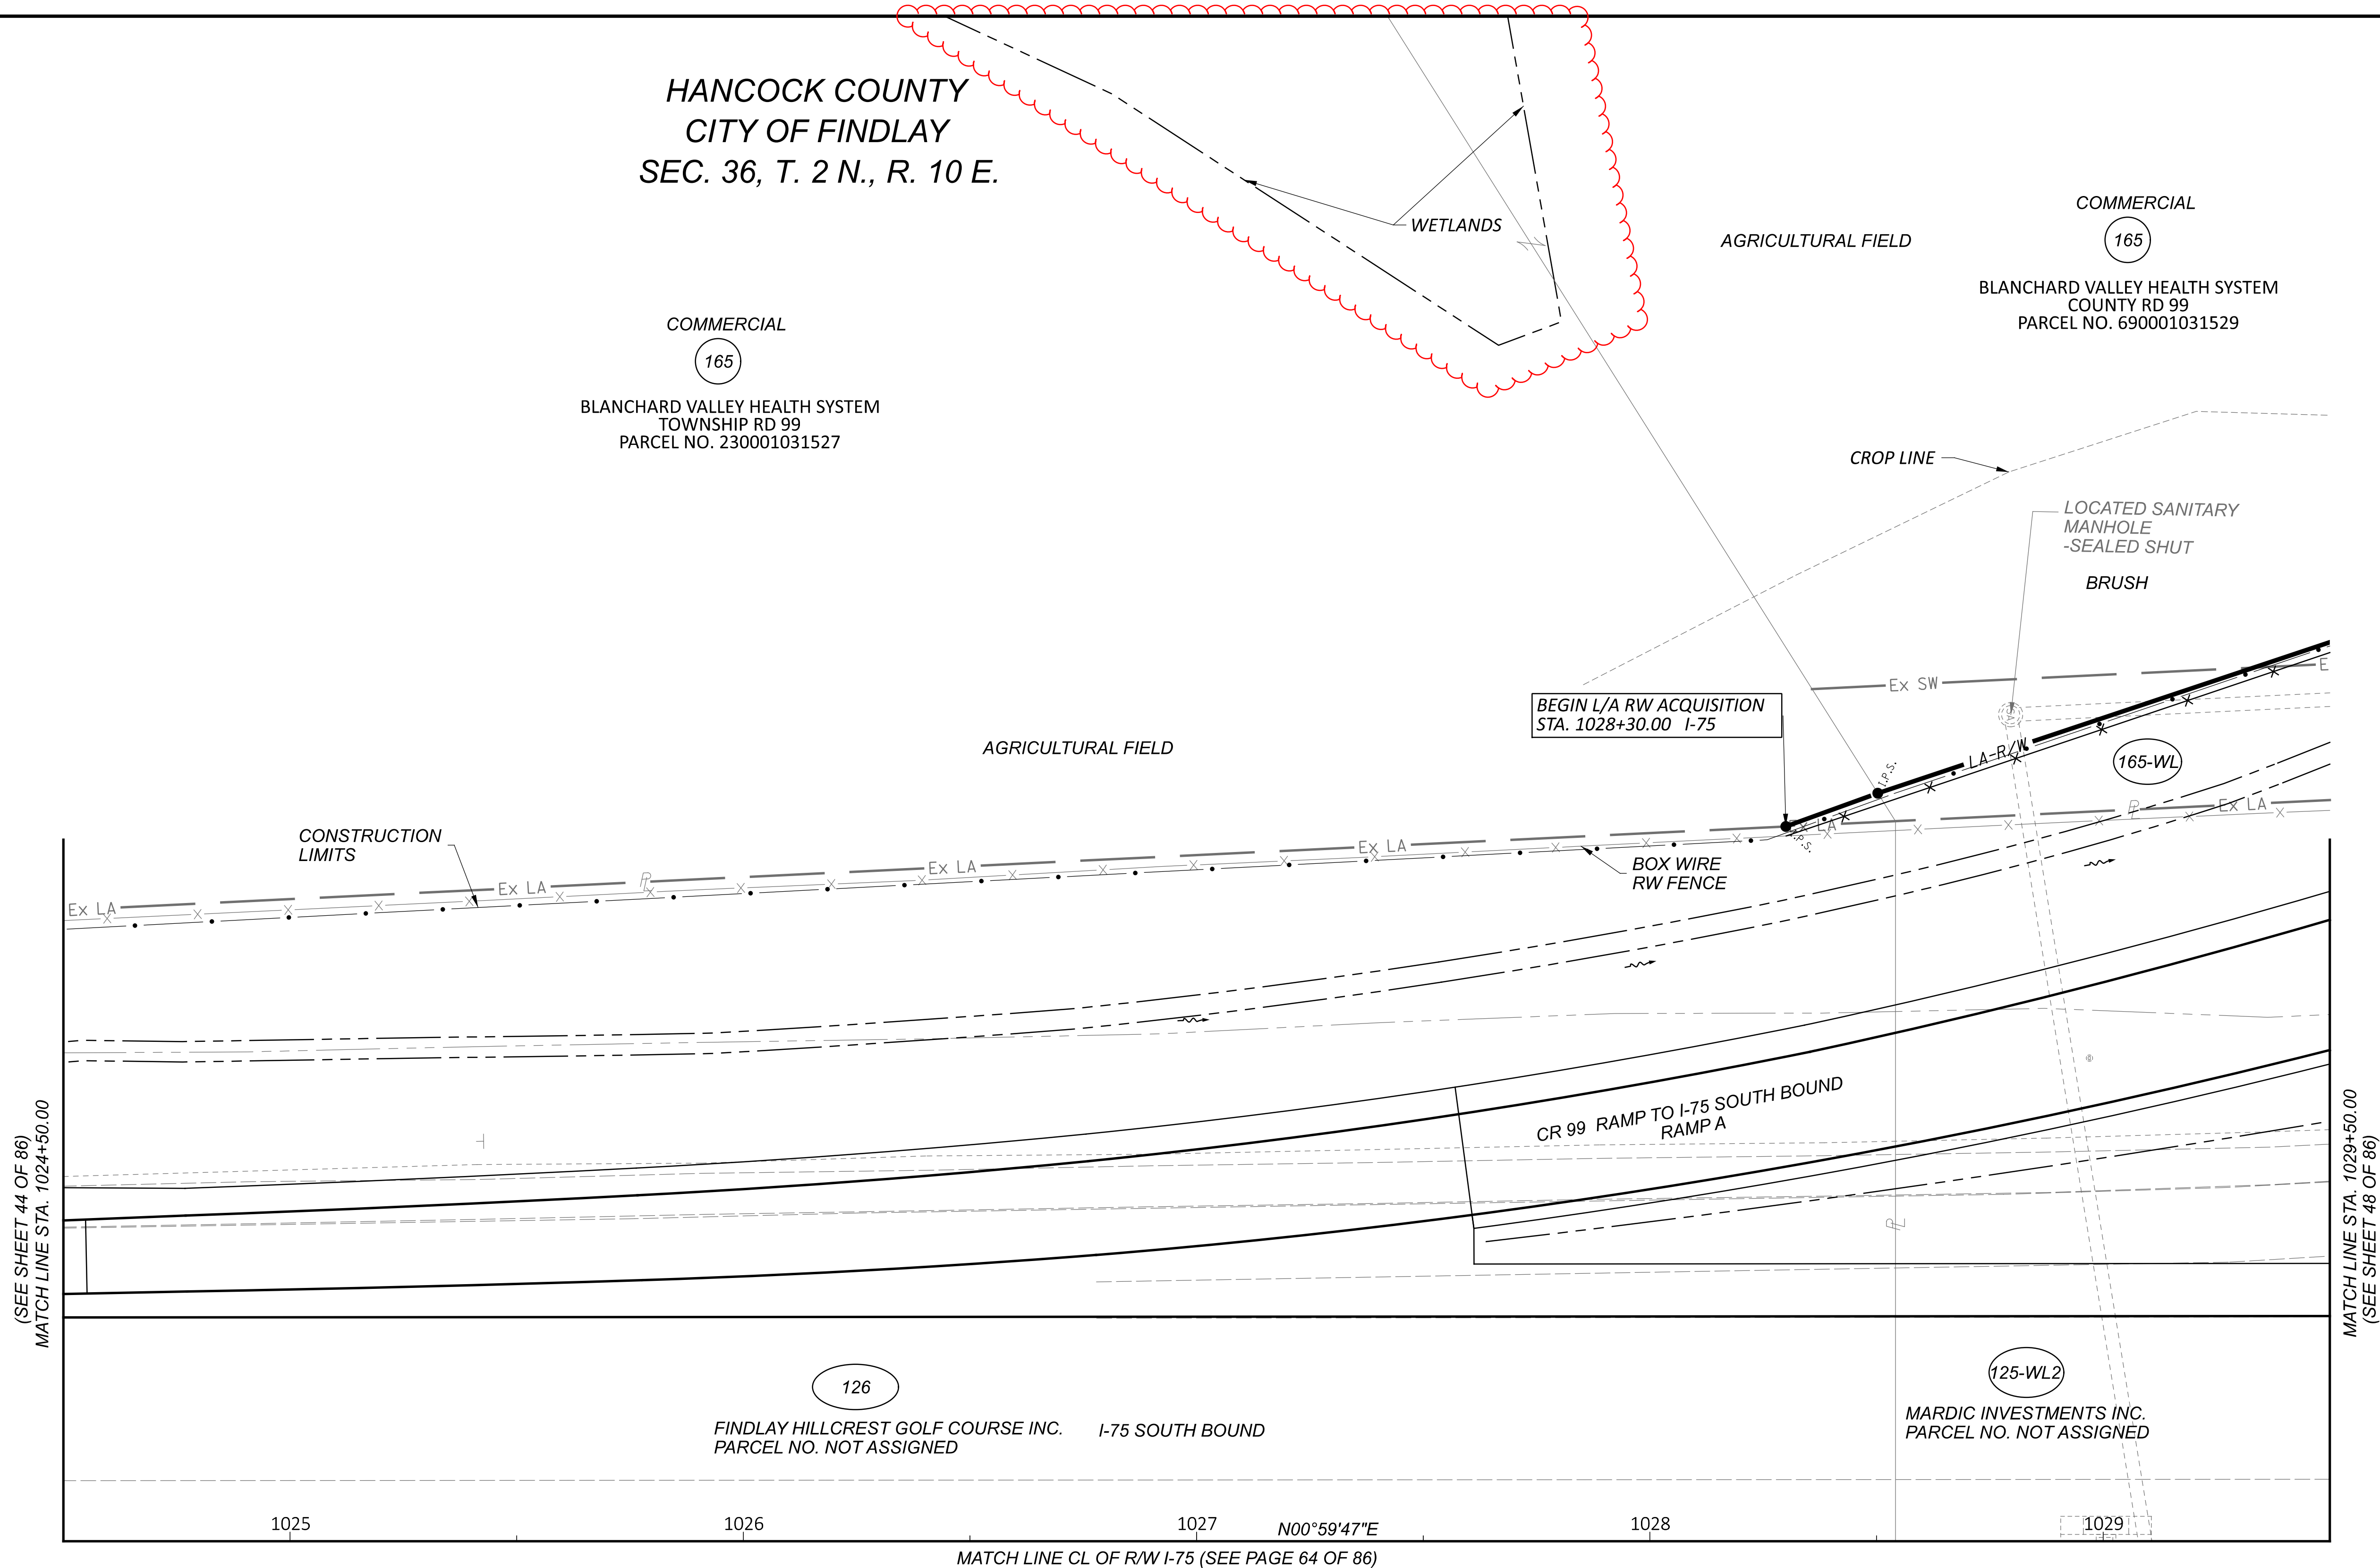 HANCOCK COUNTY
CITY OF FINDLAY
SEC. 36, T. 2 N., R. 10 E.
WETLANDS
AGRICULTURAL FIELD
COMMERCIAL
165
BLANCHARD VALLEY HEALTH SYSTEM
COUNTY RD 99
PARCEL NO. 690001031529
COMMERCIAL
165
BLANCHARD VALLEY HEALTH SYSTEM
TOWNSHIP RD 99
PARCEL NO. 230001031527
CROP LINE
LOCATED SANITARY
MANHOLE
-SEALED SHUT
BRUSH
Ex SW
E
BEGIN L/A RW ACQUISITION
STA. 1028+30.00 I-75
SA
AGRICULTURAL FIELD
I.P.S.
LA-R/W
165-WL
I.P.S.
Ex LA
Ex LA
Ex LA
Ex LA
Ex LA
Ex LA
PL
PL
CONSTRUCTION
LIMITS
BOX WIRE
RW FENCE
CR 99 RAMP TO I-75 SOUTH BOUND
RAMP A
PL
(SEE SHEET 44 OF 86)
MATCH LINE STA. 1024+50.00
MATCH LINE STA. 1029+50.00
(SEE SHEET 48 OF 86)
126
FINDLAY HILLCREST GOLF COURSE INC.
PARCEL NO. NOT ASSIGNED
I-75 SOUTH BOUND
125-WL2
MARDIC INVESTMENTS INC.
PARCEL NO. NOT ASSIGNED
1025
1026
1027
N00°59'47"E
1028
1029
MATCH LINE CL OF R/W I-75 (SEE PAGE 64 OF 86)